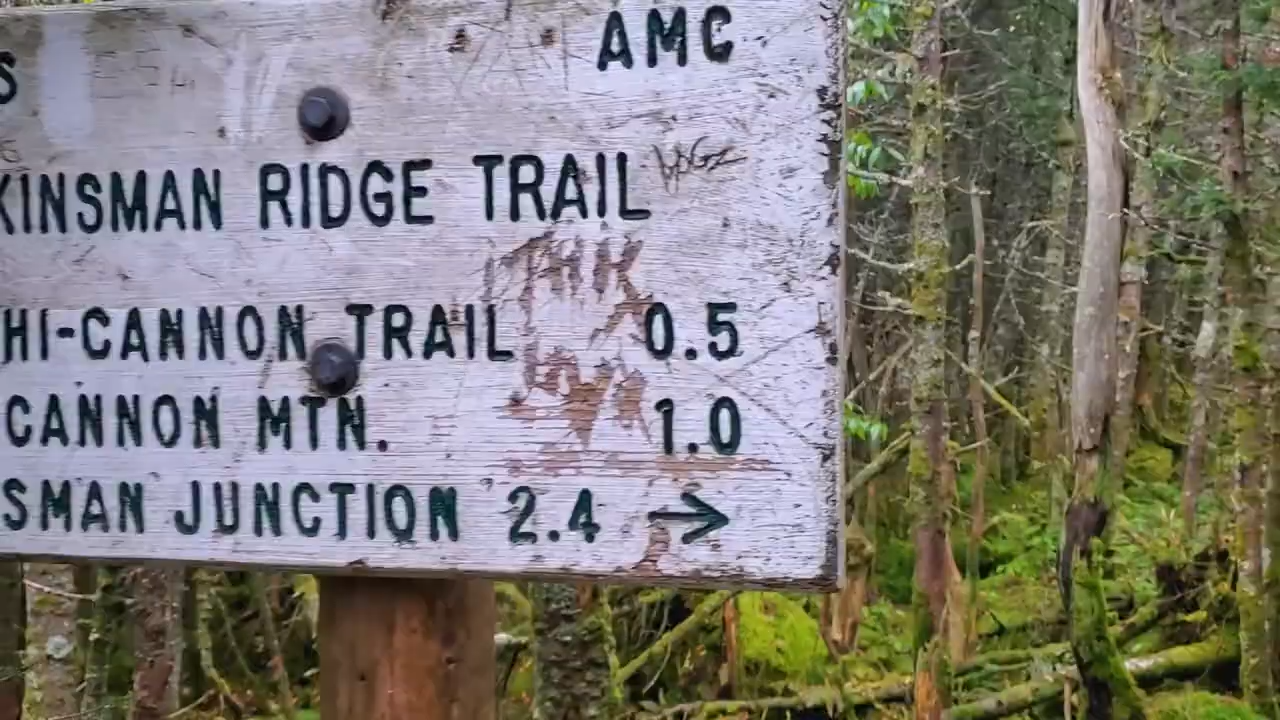 S AMC
KINSMAN RIDGE TRAIL
HI-CANNON TRAIL 0.5
CANNON MTN. 1.0
SMAN JUNCTION 2.4 →